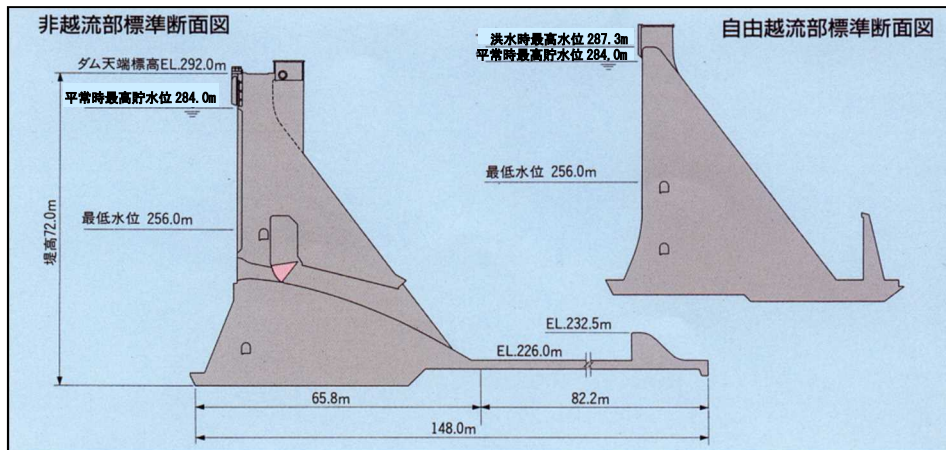 非越流部標準断面図
自由越流部標準断面図
ダム天端標高EL.292.0m
平常時最高貯水位 284.0m
最低水位 256.0m
堤高72.0m
洪水時最高水位 287.3m
平常時最高貯水位 284.0m
最低水位 256.0m
EL.232.5m
EL.226.0m
65.8m
82.2m
148.0m